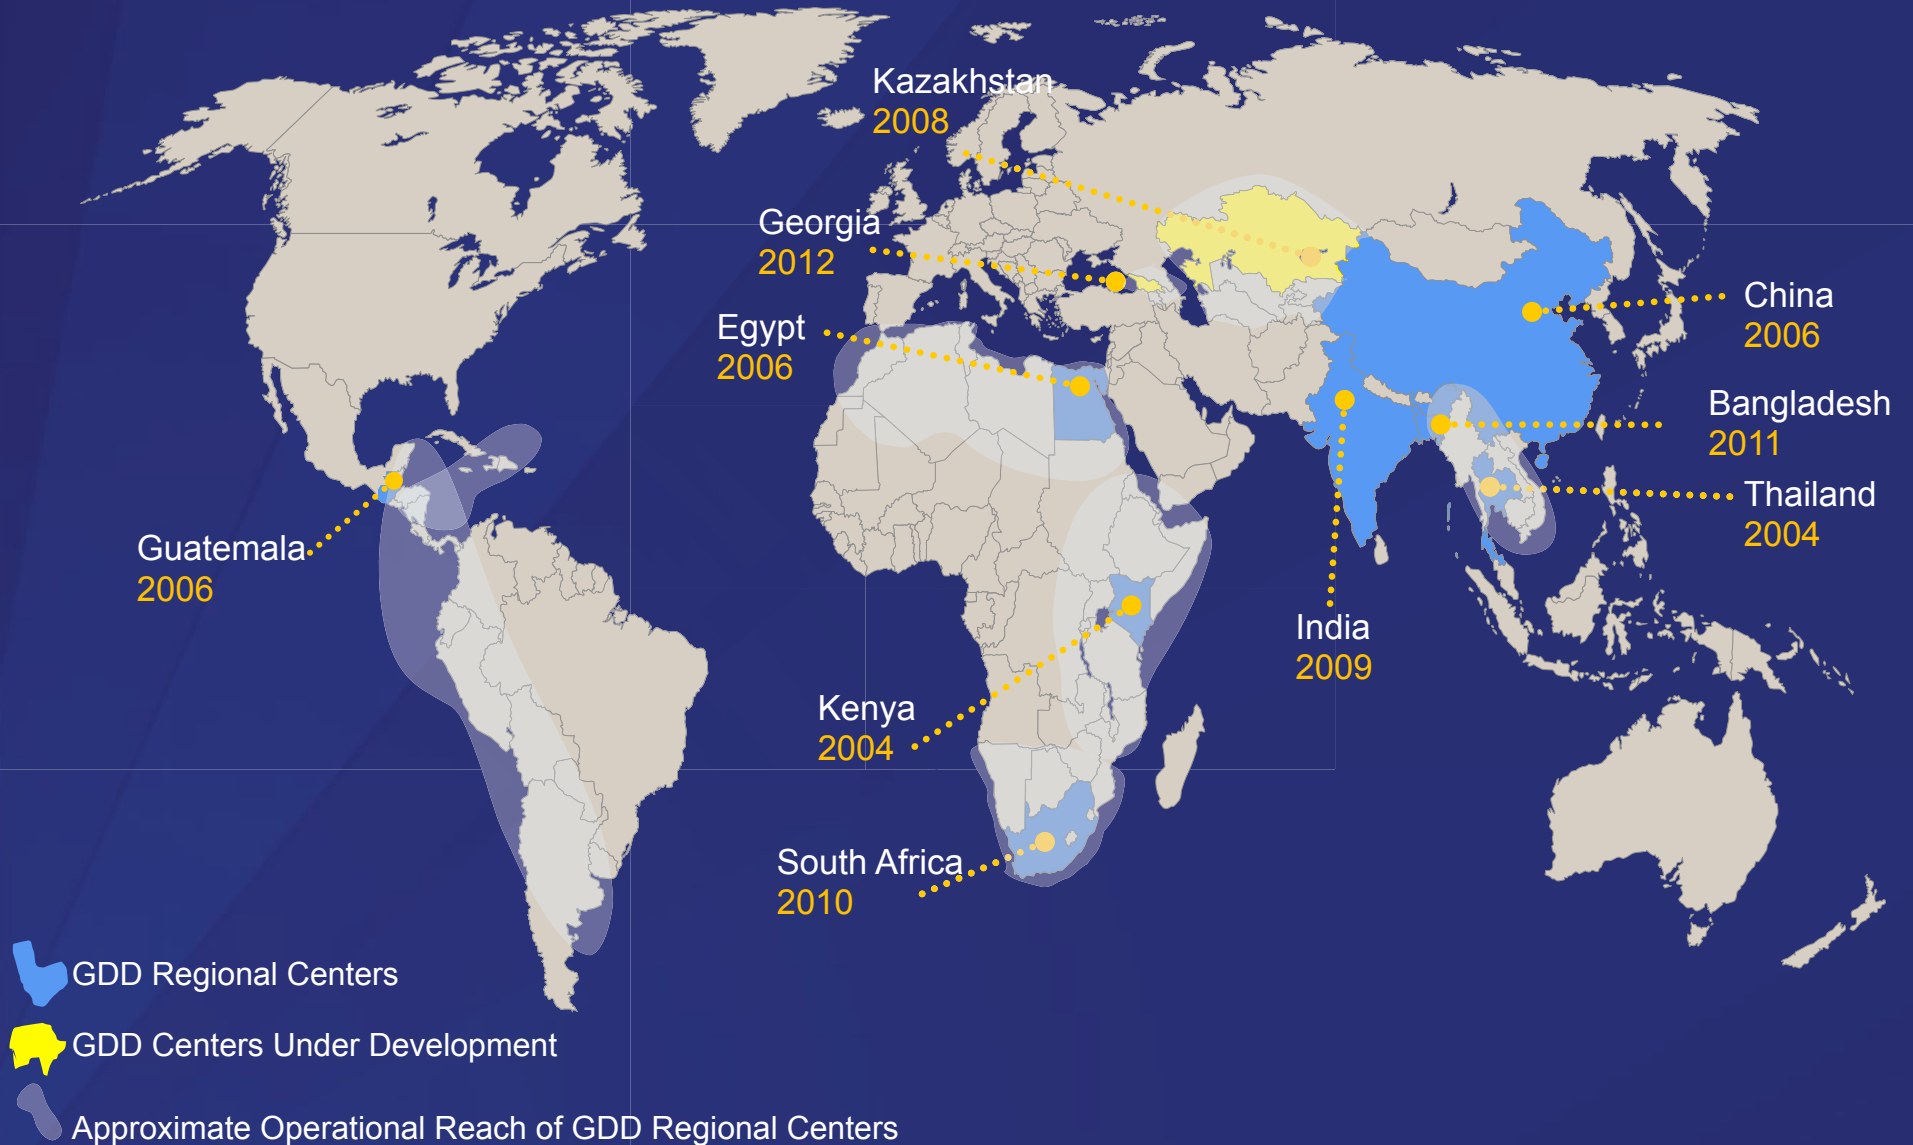 Kazakhstan
2008
Georgia
2012
Egypt
2006
China
2006
Bangladesh
2011
Thailand
2004
Guatemala
2006
India
2009
Kenya
2004
South Africa
2010
GDD Regional Centers
GDD Centers Under Development
Approximate Operational Reach of GDD Regional Centers